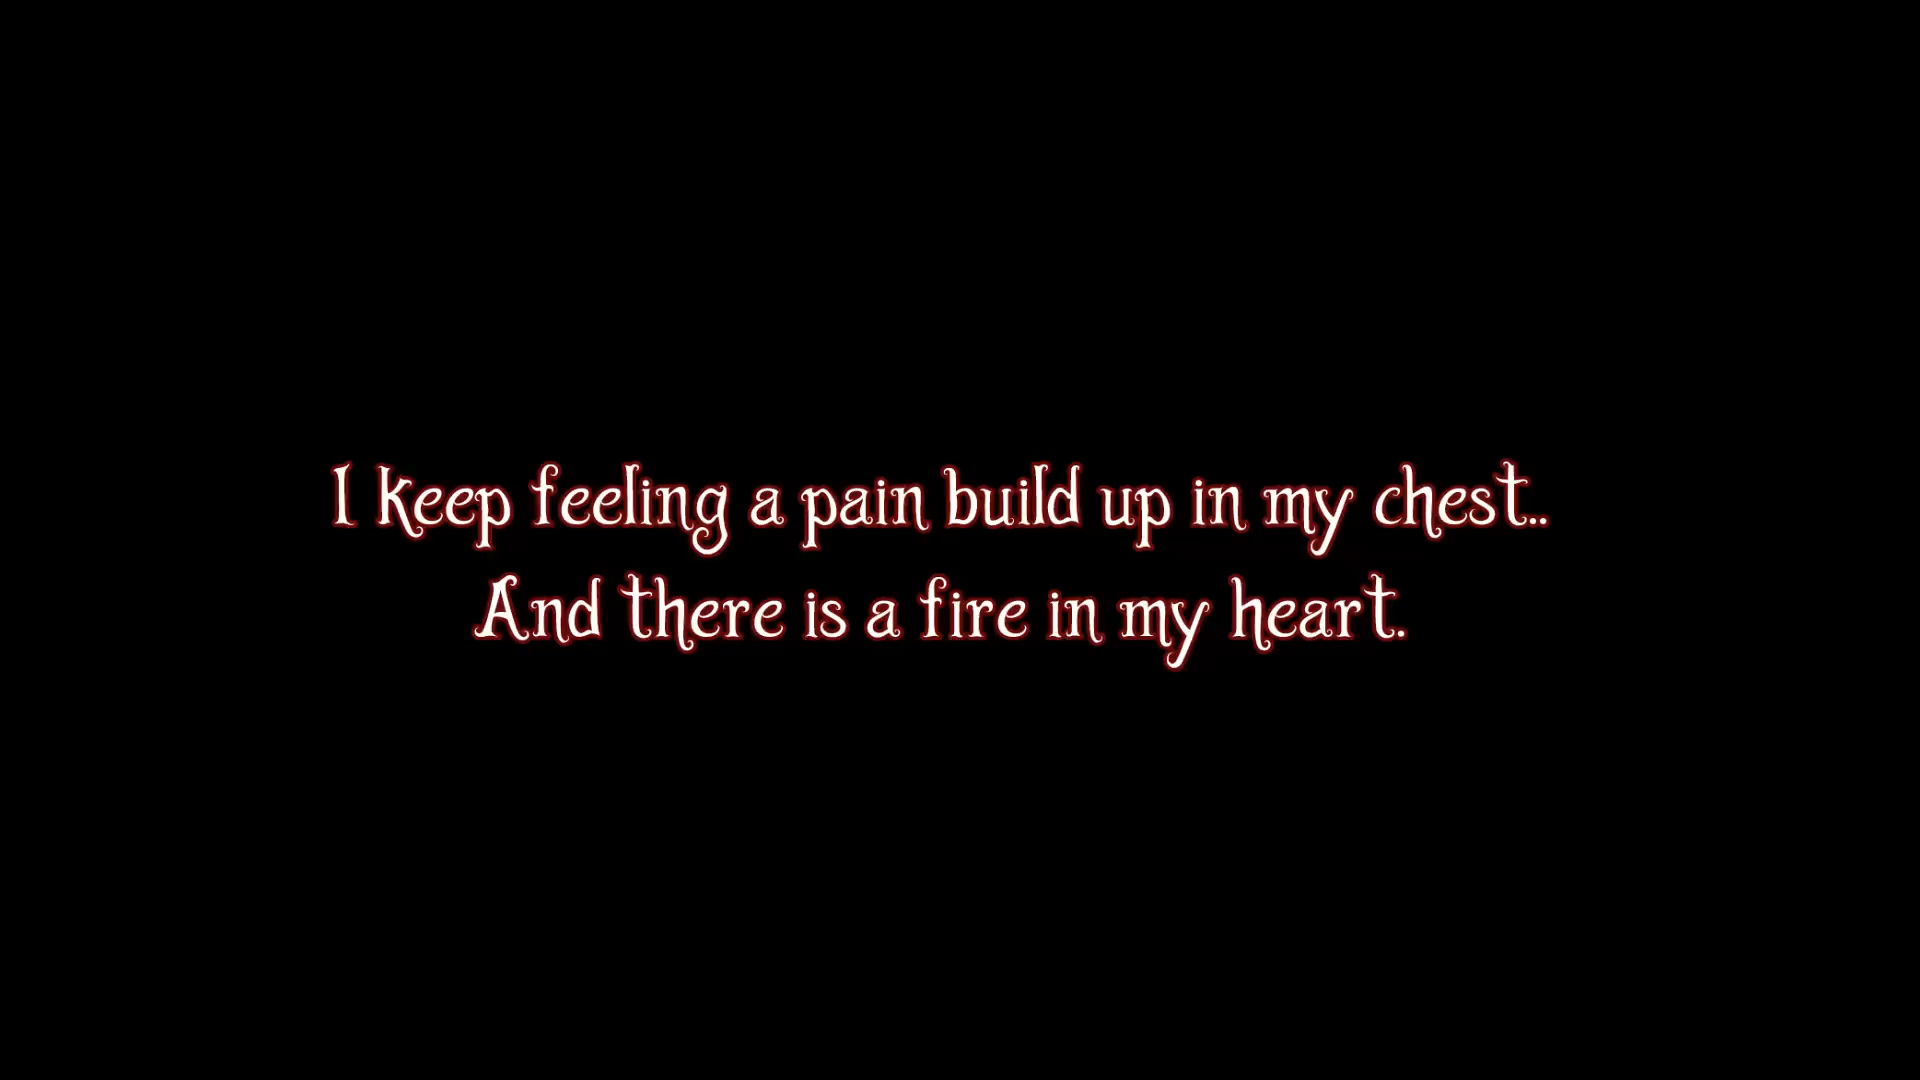 I keep feeling a pain build up in my chest..
And there is a fire in my heart.